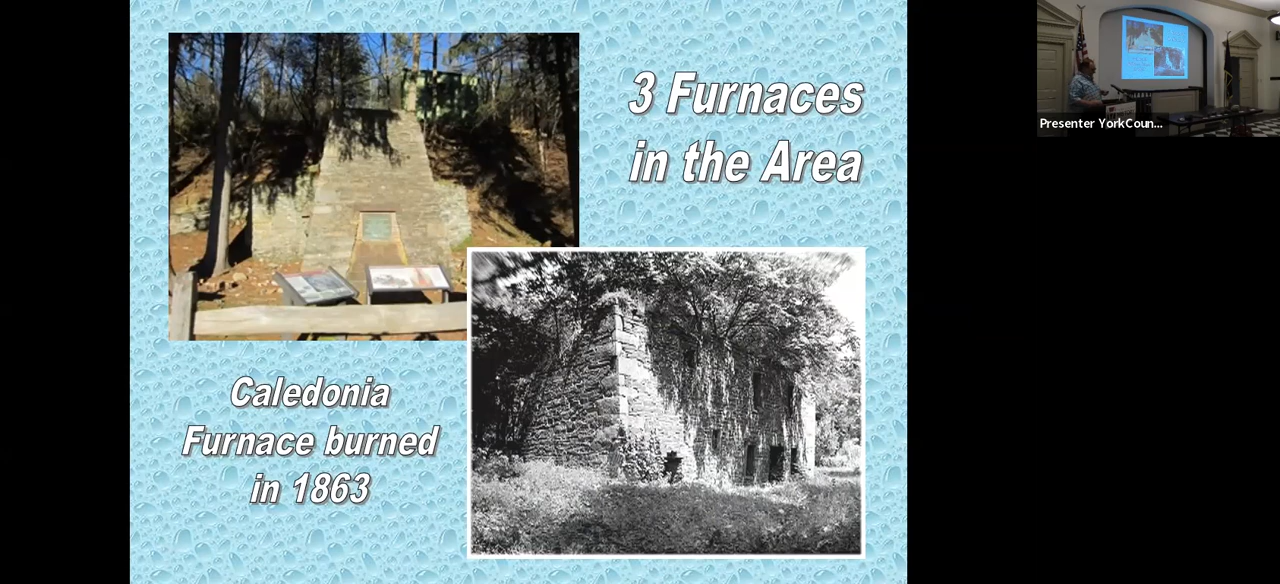 3 Furnaces
in the Area
Caledonia
Furnace burned
in 1863
Presenter YorkCoun...